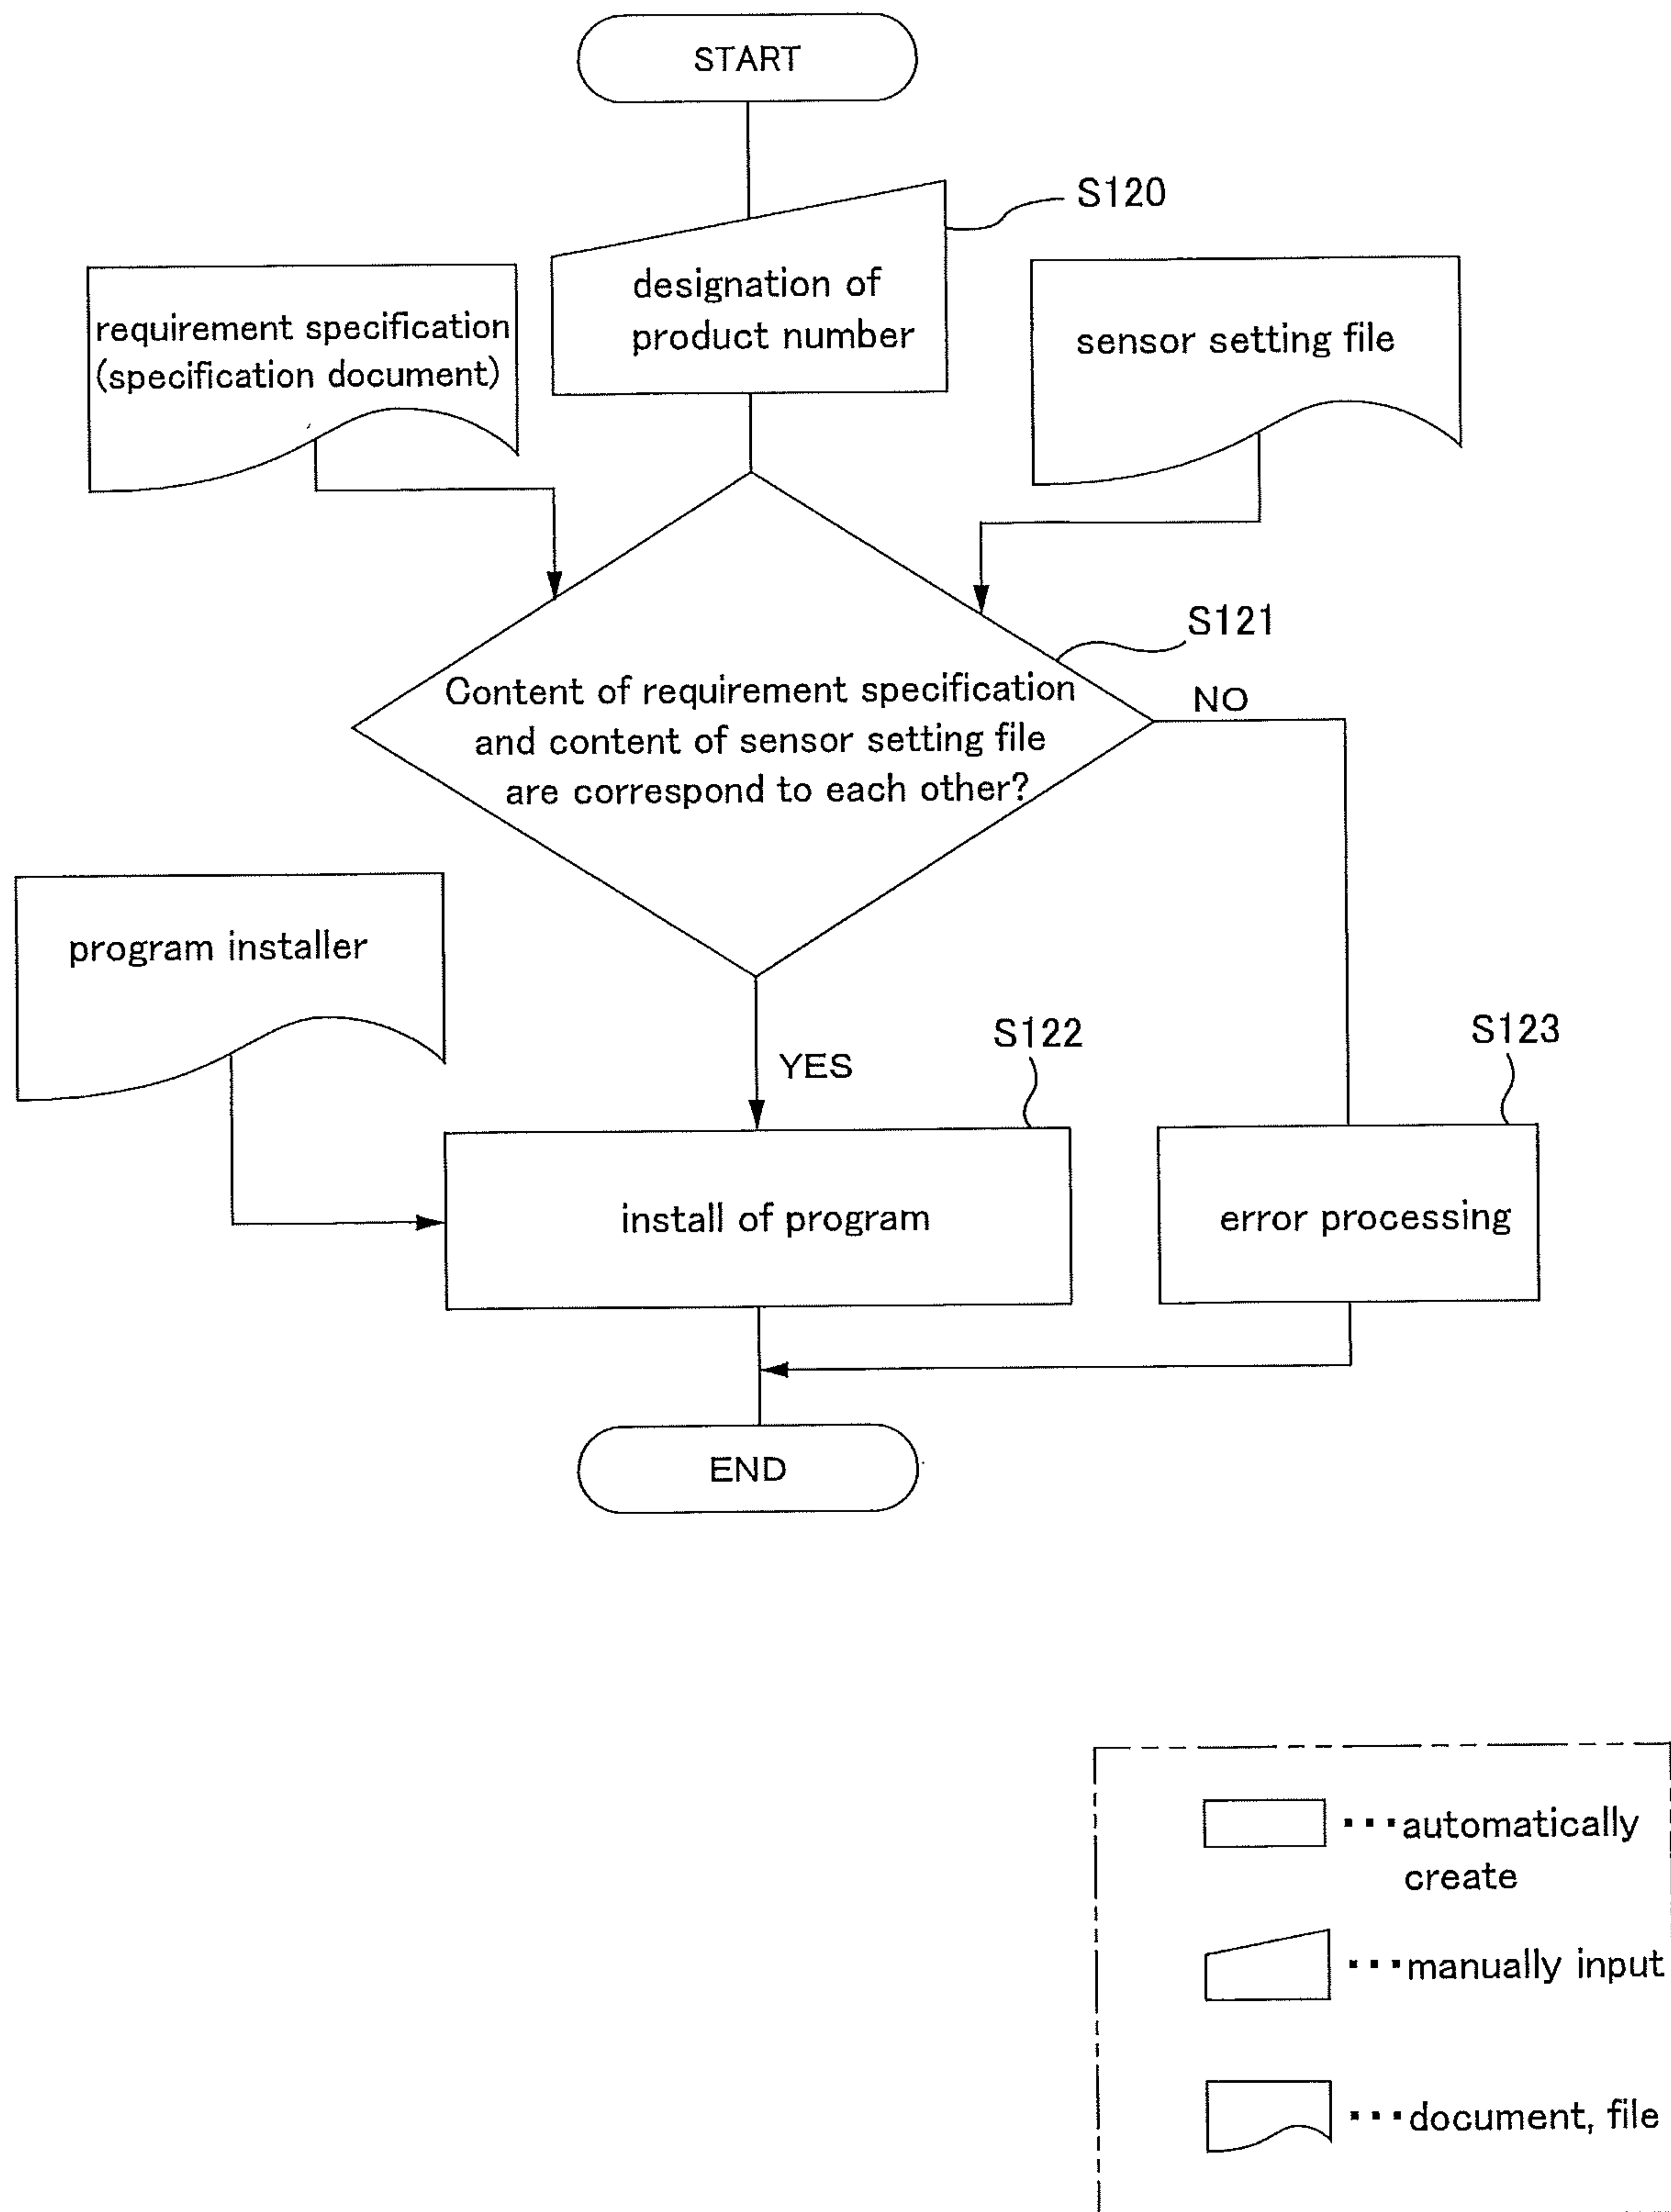 START
S120
designation of
product number
requirement specification
(specification document)
sensor setting file
S121
Content of requirement specification
and content of sensor setting file
are correspond to each other?
NO
program installer
YES
S122
S123
install of program
error processing
END
･･･automatically
create
･･･manually input
･･･document, file